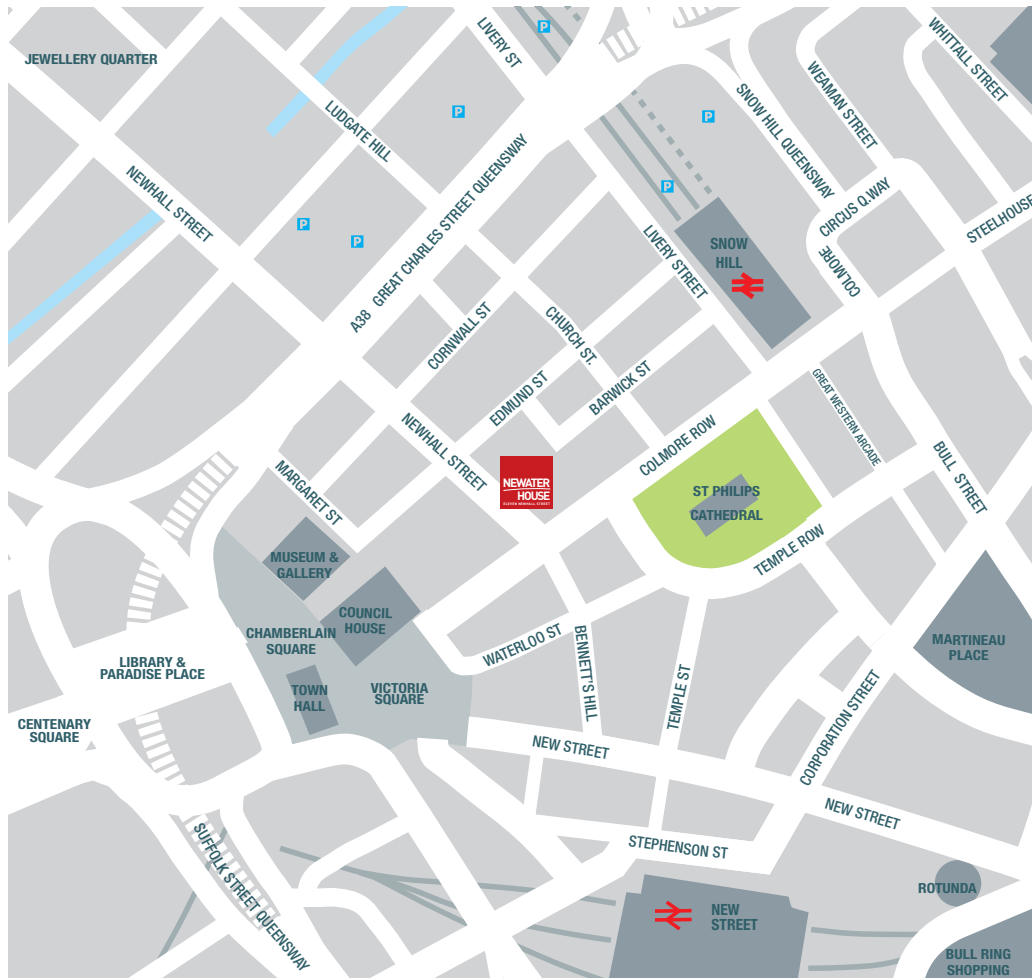 LIVERY ST
P
WHITTALL STREET
JEWELLERY QUARTER
WEAMAN STREET
SNOW HILL QUEENSWAY
P
P
LUDGATE HILL
P
NEWHALL STREET
A38 GREAT CHARLES STREET QUEENSWAY
CIRCUS Q.WAY
STEELHOUSE
P
P
LIVERY STREET
SNOW
HILL
COLMORE
CORNWALL ST
CHURCH ST.
EDMUND ST
BARWICK ST
GREAT WESTERN ARCADE
NEWHALL STREET
COLMORE ROW
BULL STREET
MARGARET ST
NEWATER
HOUSE
ELEVEN NEWHALL STREET
ST PHILIPS
CATHEDRAL
TEMPLE ROW
MUSEUM &
GALLERY
COUNCIL
HOUSE
CHAMBERLAIN
SQUARE
WATERLOO ST
BENNETT'S HILL
MARTINEAU
PLACE
LIBRARY &
PARADISE PLACE
TOWN
HALL
VICTORIA
SQUARE
TEMPLE ST
CORPORATION STREET
CENTENARY
SQUARE
NEW STREET
NEW STREET
STEPHENSON ST
SUFFOLK STREET QUEENSWAY
ROTUNDA
NEW
STREET
BULL RING
SHOPPING